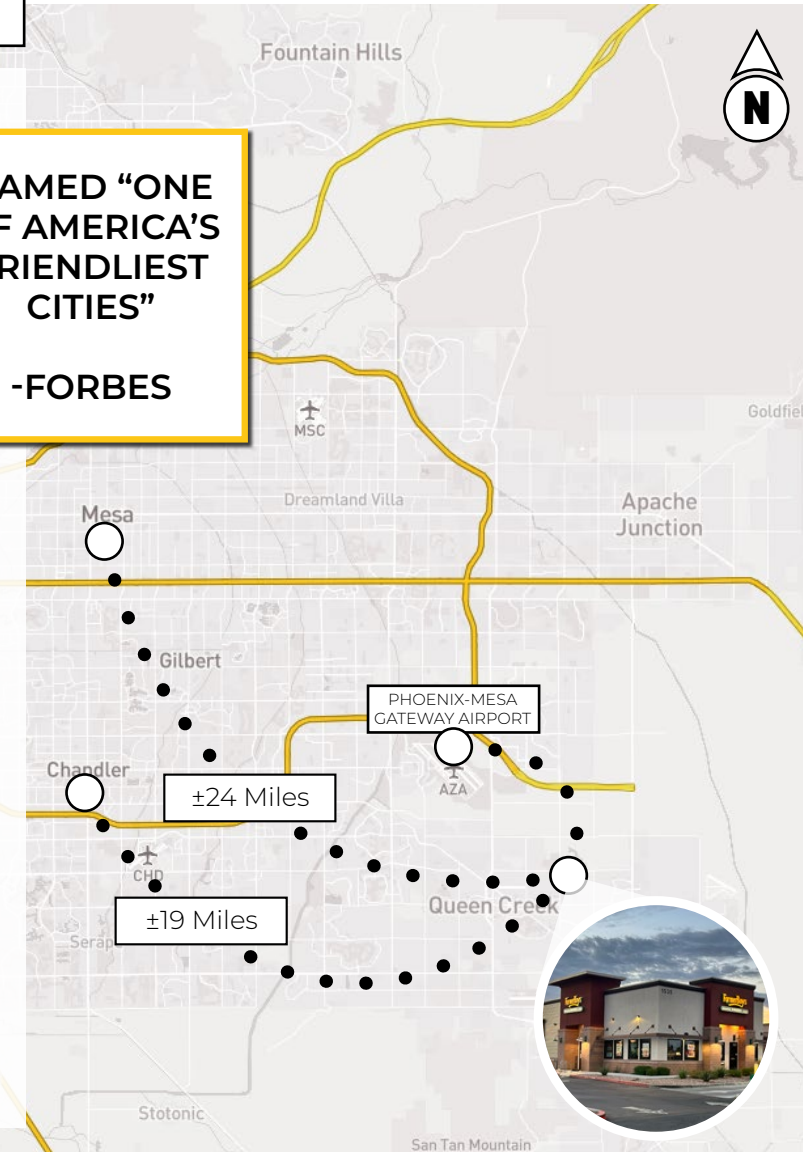 Fountain Hills
N
AMED “ONE
F AMERICA’S
RIENDLIEST
CITIES”
-FORBES
MSC
Goldfie
Dreamland Villa
Apache
Junction
Mesa
Gilbert
PHOENIX-MESA
GATEWAY AIRPORT
AZA
Chandler
±24 Miles
CHD
Queen Creek
±19 Miles
Serap
Stotonic
San Tan Mountain